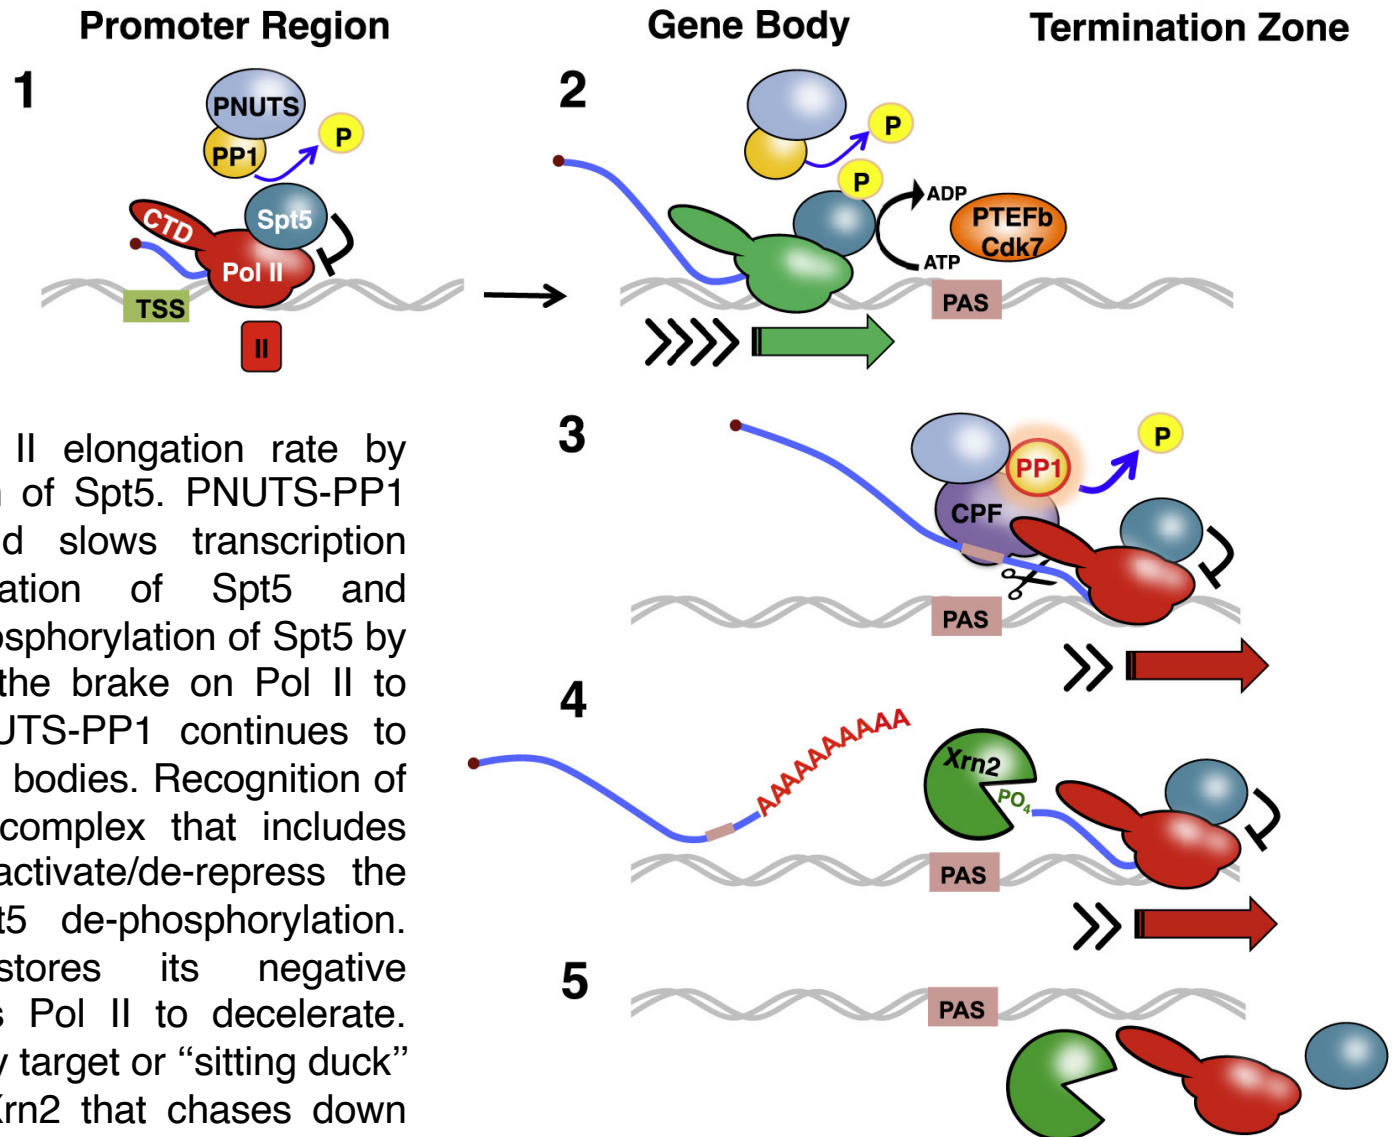 Promoter Region
Gene Body
Termination Zone
1
PNUTS
PP1
P
CTD
Spt5
Pol II
TSS
II
2
P
P
ADP
ATP
PTEFb
Cdk7
PAS
II elongation rate by
of Spt5. PNUTS-PP1
slows transcription
of Spt5 and
osphorylation of Spt5 by
the brake on Pol II to
UTS-PP1 continues to
bodies. Recognition of
complex that includes
activate/de-repress the
t5 de-phosphorylation.
stores its negative
s Pol II to decelerate.
y target or “sitting duck”
Xrn2 that chases down
3
PP1
P
CPF
PAS
4
AAAAAAAAAA
Xrn2
PO4
PAS
5
PAS